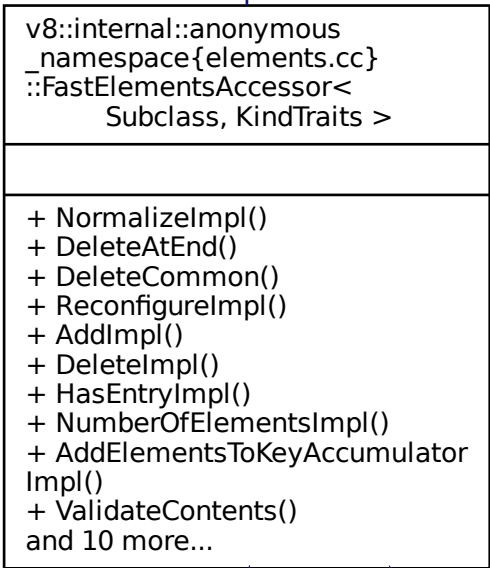 v8::internal::anonymous
_namespace{elements.cc}
::FastElementsAccessor<
Subclass, KindTraits >
+ NormalizeImpl()
+ DeleteAtEnd()
+ DeleteCommon()
+ ReconfigureImpl()
+ AddImpl()
+ DeleteImpl()
+ HasEntryImpl()
+ NumberOfElementsImpl()
+ AddElementsToKeyAccumulator
Impl()
+ ValidateContents()
and 10 more...